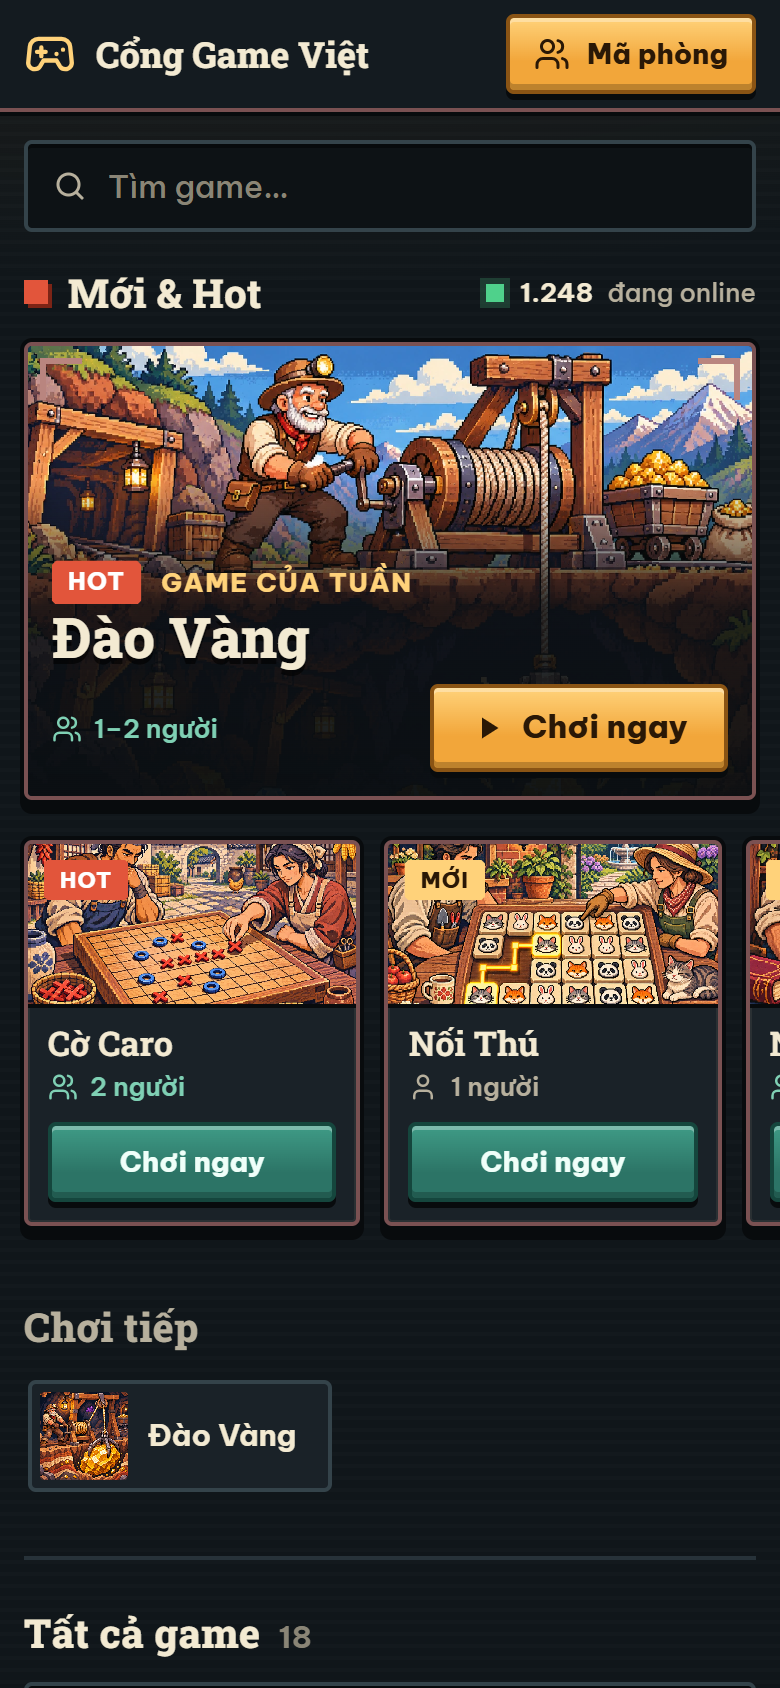 Cổng Game Việt
Mã phòng
Tìm game...
Mới & Hot
1.248 đang online
HOT GAME CỦA TUẦN
Đào Vàng
1–2 người
Chơi ngay
HOT
MỚI
Cờ Caro
Nối Thú
2 người
1 người
Chơi ngay
Chơi ngay
Chơi tiếp
Đào Vàng
Tất cả game 18